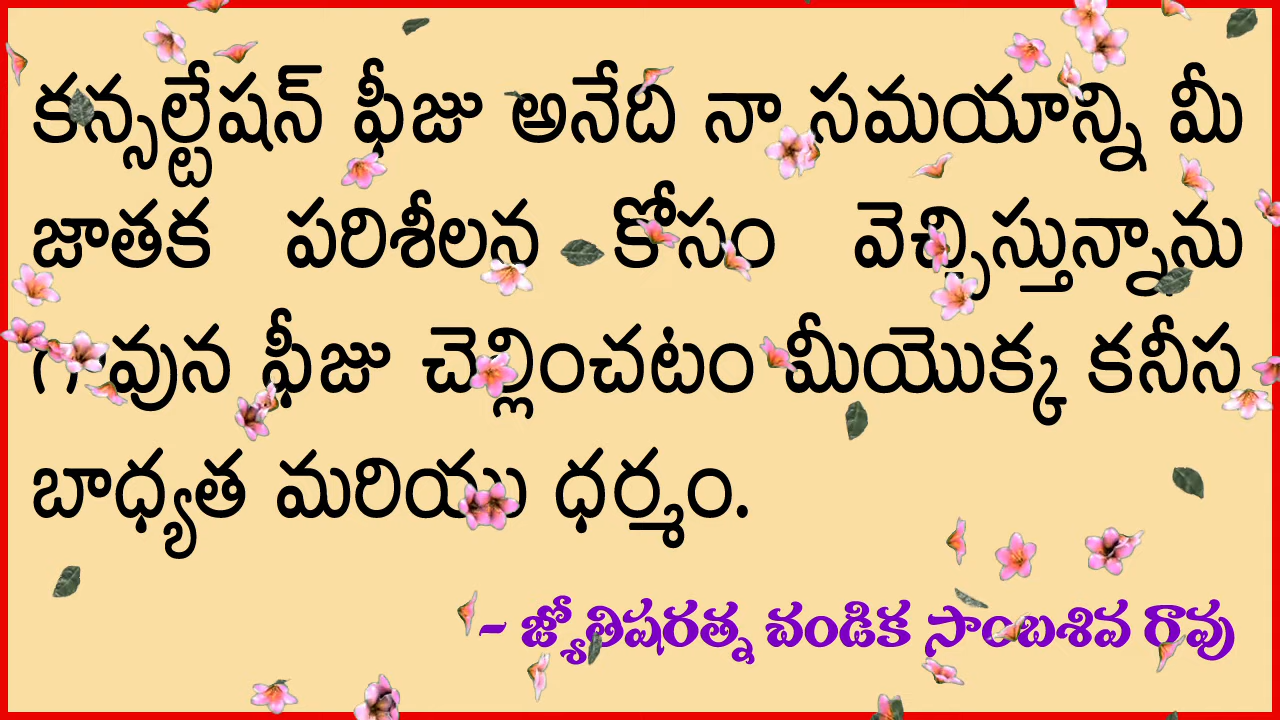 కన్సల్టేషన్ ఫీజు అనేది నా సమయాన్ని మీ
జాతక పరిశీలన కోసం వెచ్చిస్తున్నాను
గావున ఫీజు చెల్లించటం మీయొక్క కనీస
బాధ్యత మరియు ధర్మం.
- జ్యోతిషరత్న చండిక సాంబశివ రావు